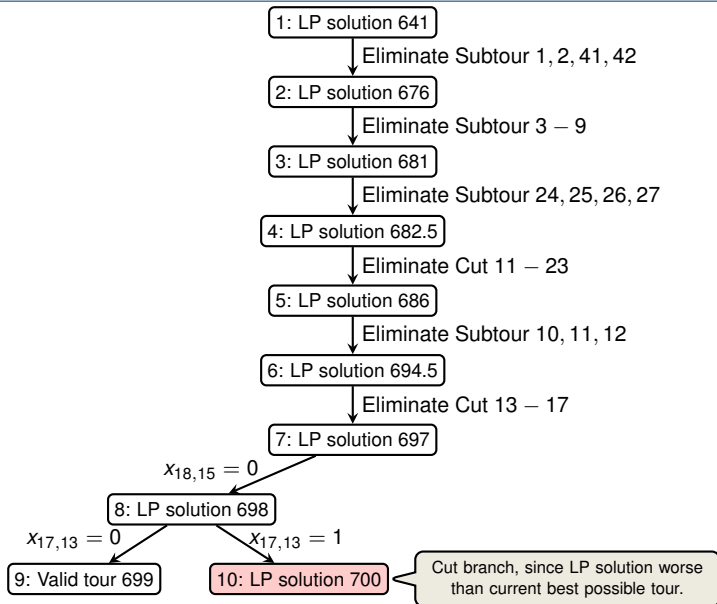 1: LP solution 641
Eliminate Subtour 1, 2, 41, 42
2: LP solution 676
Eliminate Subtour 3 − 9
3: LP solution 681
Eliminate Subtour 24, 25, 26, 27
4: LP solution 682.5
Eliminate Cut 11 − 23
5: LP solution 686
Eliminate Subtour 10, 11, 12
6: LP solution 694.5
Eliminate Cut 13 − 17
7: LP solution 697
x₁₈,₁₅ = 0
8: LP solution 698
x₁₇,₁₃ = 0
x₁₇,₁₃ = 1
9: Valid tour 699
10: LP solution 700
Cut branch, since LP solution worse
than current best possible tour.